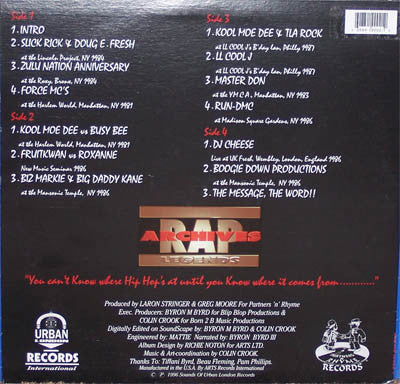 Side 1
1. INTRO
2. SLICK RICK & DOUG E. FRESH
at the Lincoln Project, NY 1984
3. ZULU NATION ANNIVERSARY
at the Roxy, Bronx, NY 1984
4. FORCE MC'S
at the Harlem World, Manhattan, NY 1981
Side 2
1. KOOL MOE DEE vs BUSY BEE
at the Harlem World, Manhattan, NY 1981
2. FRUITKWAN vs ROXANNE
New Music Seminar 1986
3. BIZ MARKIE & BIG DADDY KANE
at the Mansonic Temple, NY 1986
Side 3
1. KOOL MOE DEE & TLA ROCK
at LL COOL J's B'day Jan, Philly 1987
2. LL COOL J
at LL COOL J's B'day Jan, Philly 1987
3. MASTER DON
at the Y.M.C.A, Manhattan, NY 1983
4. RUN-DMC
at Madison Square Gardens, NY 1986
Side 4
1. DJ CHEESE
Live at UK Fresh, Wembley, London, England 1986
2. BOOGIE DOWN PRODUCTIONS
at the Mansonic Temple, NY 1986
3. THE MESSAGE, THE WORD!!
RAP
ARCHIVES
LEGENDS
"You can't Know where Hip Hop's at until you Know where it comes from............"
Produced by LARON STRINGER & GREG MOORE For Partners 'n' Rhyme
Exec. Producers: BYRON M BYRD for Blip Blop Productions &
COLIN CROOK for Born 2 B Music Productions
Digitally Edited on SoundScape by: BYRON M BYRD & COLIN CROOK
Engineered by: MATTIE Narrated by: BYRON BYRD III
Album Design by RICHIE NOTON for ARTS LTD.
Music & Art-coordination by COLIN CROOK
Thanks To: Tiffani Byrd, Beau Fleming, Pam Phillips.
Manufactured in the U.S.A. by ARTS Records International
℗ © 1996 Sounds Of Urban London Records
URBAN
RECORDS
International
RECORDS